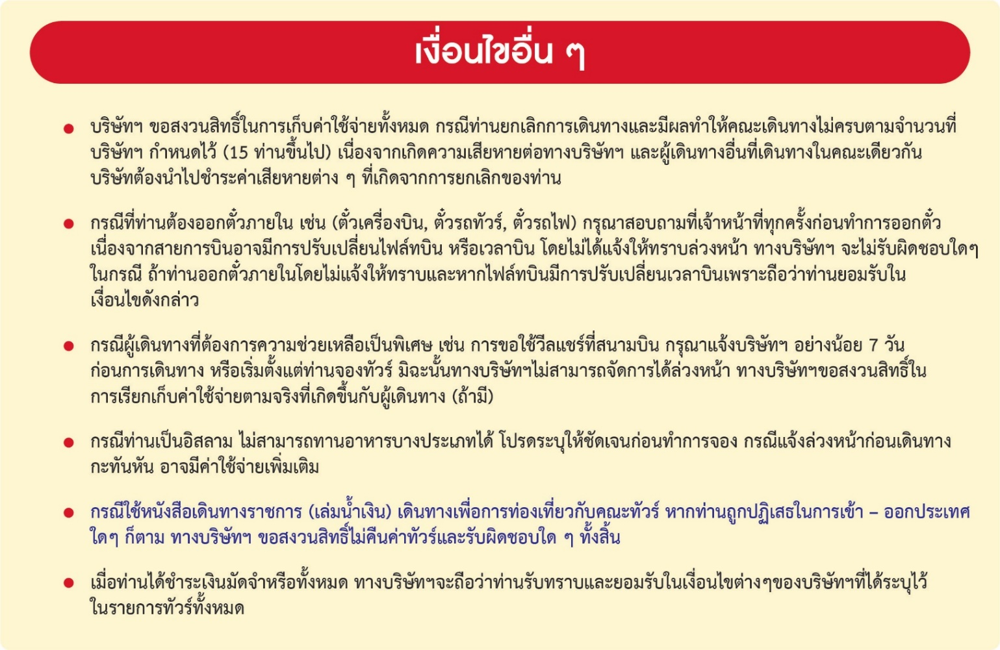 เงื่อนไขอื่น ๆ
• บริษัทฯ ขอสงวนสิทธิ์ในการเก็บค่าใช้จ่ายทั้งหมด กรณีท่านยกเลิกการเดินทางและมีผลทำให้คณะเดินทางไม่ครบตามจำนวนที่
บริษัทฯ กำหนดไว้ (15 ท่านขึ้นไป) เนื่องจากเกิดความเสียหายต่อทางบริษัทฯ และผู้เดินทางอื่นที่เดินทางในคณะเดียวกัน
บริษัทต้องนำไปชำระค่าเสียหายต่าง ๆ ที่เกิดจากการยกเลิกของท่าน
• กรณีที่ท่านต้องออกตั๋วภายใน เช่น (ตั๋วเครื่องบิน, ตั๋วรถทัวร์, ตั๋วรถไฟ) กรุณาสอบถามที่เจ้าหน้าที่ทุกครั้งก่อนทำการออกตั๋ว
เนื่องจากสายการบินอาจมีการปรับเปลี่ยนไฟล์ทบิน หรือเวลาบิน โดยไม่ได้แจ้งให้ทราบล่วงหน้า ทางบริษัทฯ จะไม่รับผิดชอบใดๆ
ในกรณี ถ้าท่านออกตั๋วภายในโดยไม่แจ้งให้ทราบและหากไฟล์ทบินมีการปรับเปลี่ยนเวลาบินเพราะถือว่าท่านยอมรับใน
เงื่อนไขดังกล่าว
• กรณีผู้เดินทางที่ต้องการความช่วยเหลือเป็นพิเศษ เช่น การขอใช้วีลแชร์ที่สนามบิน กรุณาแจ้งบริษัทฯ อย่างน้อย 7 วัน
ก่อนการเดินทาง หรือเริ่มตั้งแต่ท่านจองทัวร์ มิฉะนั้นทางบริษัทฯไม่สามารถจัดการได้ล่วงหน้า ทางบริษัทฯขอสงวนสิทธิ์ใน
การเรียกเก็บค่าใช้จ่ายตามจริงที่เกิดขึ้นกับผู้เดินทาง (ถ้ามี)
• กรณีท่านเป็นอิสลาม ไม่สามารถทานอาหารบางประเภทได้ โปรดระบุให้ชัดเจนก่อนทำการจอง กรณีแจ้งล่วงหน้าก่อนเดินทาง
กะทันหัน อาจมีค่าใช้จ่ายเพิ่มเติม
• กรณีใช้หนังสือเดินทางราชการ (เล่มน้ำเงิน) เดินทางเพื่อการท่องเที่ยวกับคณะทัวร์ หากท่านถูกปฏิเสธในการเข้า – ออกประเทศ
ใดๆ ก็ตาม ทางบริษัทฯ ขอสงวนสิทธิ์ไม่คืนค่าทัวร์และรับผิดชอบใด ๆ ทั้งสิ้น
• เมื่อท่านได้ชำระเงินมัดจำหรือทั้งหมด ทางบริษัทฯจะถือว่าท่านรับทราบและยอมรับในเงื่อนไขต่างๆของบริษัทฯที่ได้ระบุไว้
ในรายการทัวร์ทั้งหมด